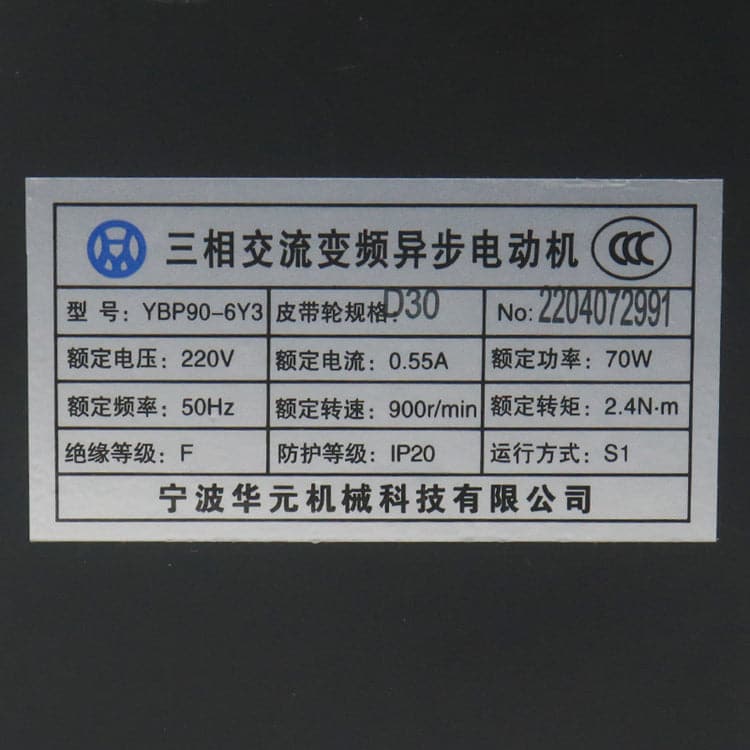 三相交流变频异步电动机 CCC
型 号: YBP90-6Y3 皮带轮规格: D30 No: 2204072991
额定电压: 220V 额定电流: 0.55A 额定功率: 70W
额定频率: 50Hz 额定转速: 900r/min 额定转矩: 2.4N·m
绝缘等级: F 防护等级: IP20 运行方式: S1
宁波华元机械科技有限公司